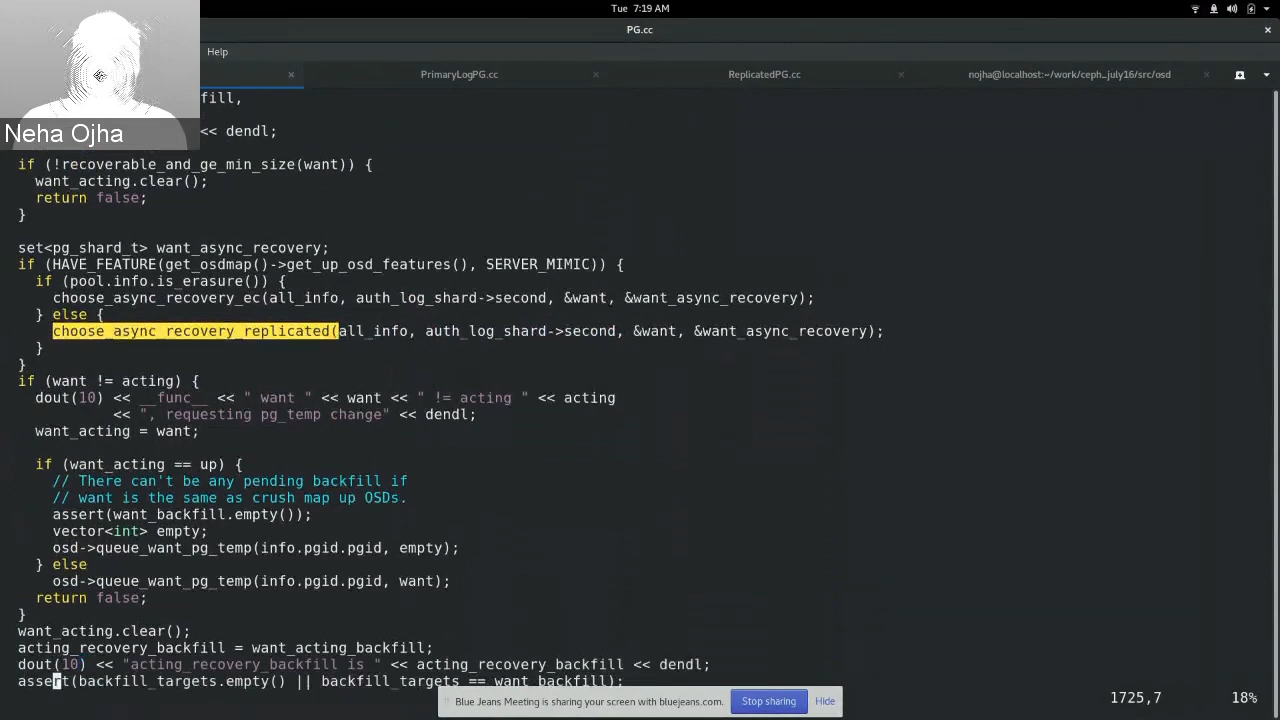 Tue 7:19 AM
PG.cc
Help
PrimaryLogPG.cc
ReplicatedPG.cc
nojha@localhost:~/work/ceph_july16/src/osd
Neha Ojha
fill,
<< dendl;
if (!recoverable_and_ge_min_size(want)) {
want_acting.clear();
return false;
}
set<pg_shard_t> want_async_recovery;
if (HAVE_FEATURE(get_osdmap()->get_up_osd_features(), SERVER_MIMIC)) {
if (pool.info.is_erasure()) {
choose_async_recovery_ec(all_info, auth_log_shard->second, &want, &want_async_recovery);
} else {
choose_async_recovery_replicated(all_info, auth_log_shard->second, &want, &want_async_recovery);
}
}
if (want != acting) {
dout(10) << __func__ << " want " << want << " != acting " << acting
<< ", requesting pg_temp change" << dendl;
want_acting = want;
if (want_acting == up) {
// There can't be any pending backfill if
// want is the same as crush map up OSDs.
assert(want_backfill.empty());
vector<int> empty;
osd->queue_want_pg_temp(info.pgid.pgid, empty);
} else
osd->queue_want_pg_temp(info.pgid.pgid, want);
return false;
}
want_acting.clear();
acting_recovery_backfill = want_acting_backfill;
dout(10) << "acting_recovery_backfill is " << acting_recovery_backfill << dendl;
assert(backfill_targets.empty() || backfill_targets == want_backfill);
Blue Jeans Meeting is sharing your screen with bluejeans.com.
Stop sharing
Hide
1725,7
18%